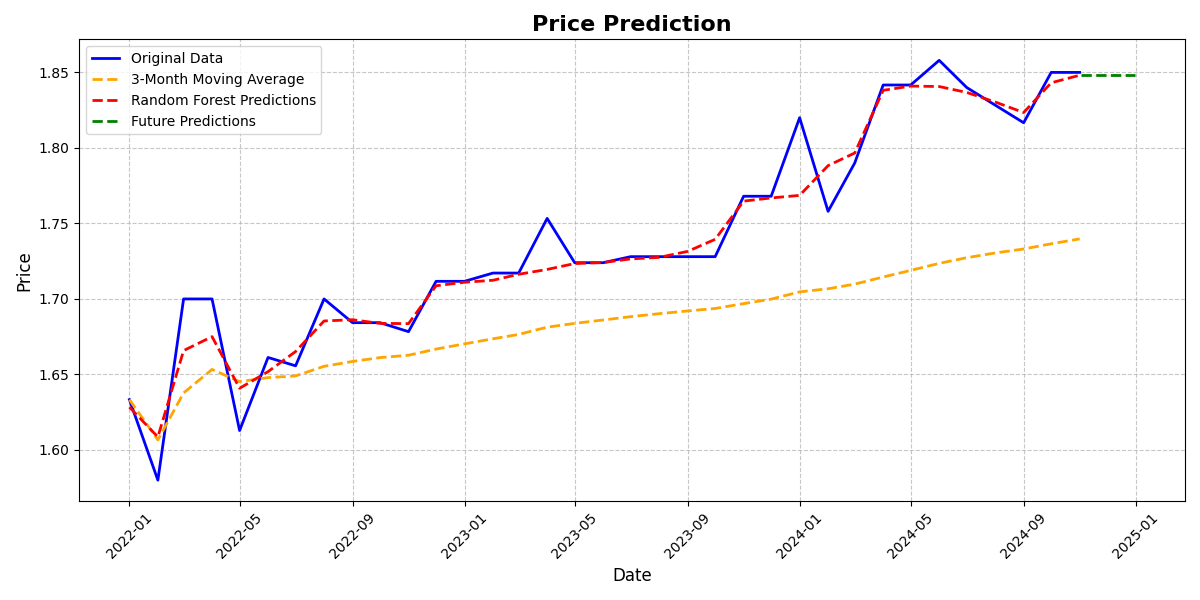 Price Prediction
Original Data
3-Month Moving Average
Random Forest Predictions
Future Predictions
Price
1.85
1.80
1.75
1.70
1.65
1.60
2022-01
2022-05
2022-09
2023-01
2023-05
2023-09
2024-01
2024-05
2024-09
2025-01
Date